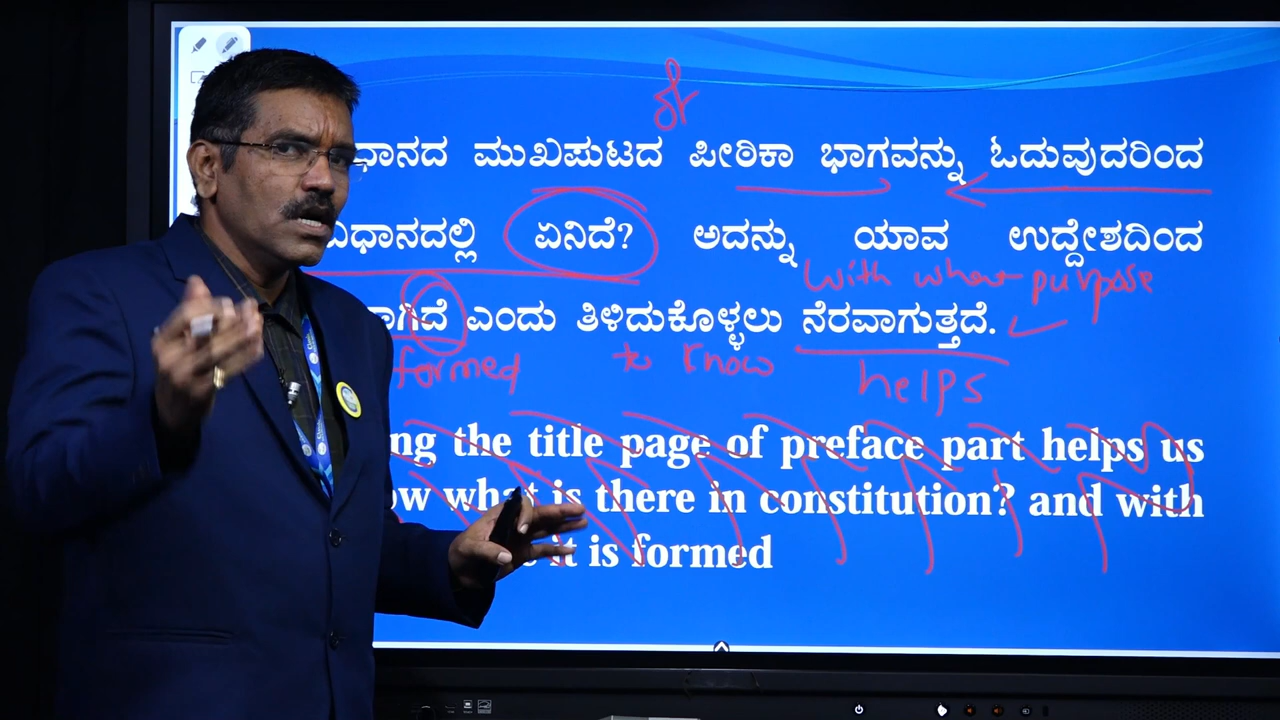 of
ಧಾನದ ಮುಖಪುಟದ ಪೀಠಿಕಾ ಭಾಗವನ್ನು ಓದುವುದರಿಂದ
ವಿಧಾನದಲ್ಲಿ ಏನಿದೆ? ಅದನ್ನು ಯಾವ ಉದ್ದೇಶದಿಂದ
With what purpose
ಾಗಿದೆ ಎಂದು ತಿಳಿದುಕೊಳ್ಳಲು ನೆರವಾಗುತ್ತದೆ.
formed to know helps
ng the title page of preface part helps us
ow what is there in constitution? and with
it is formed